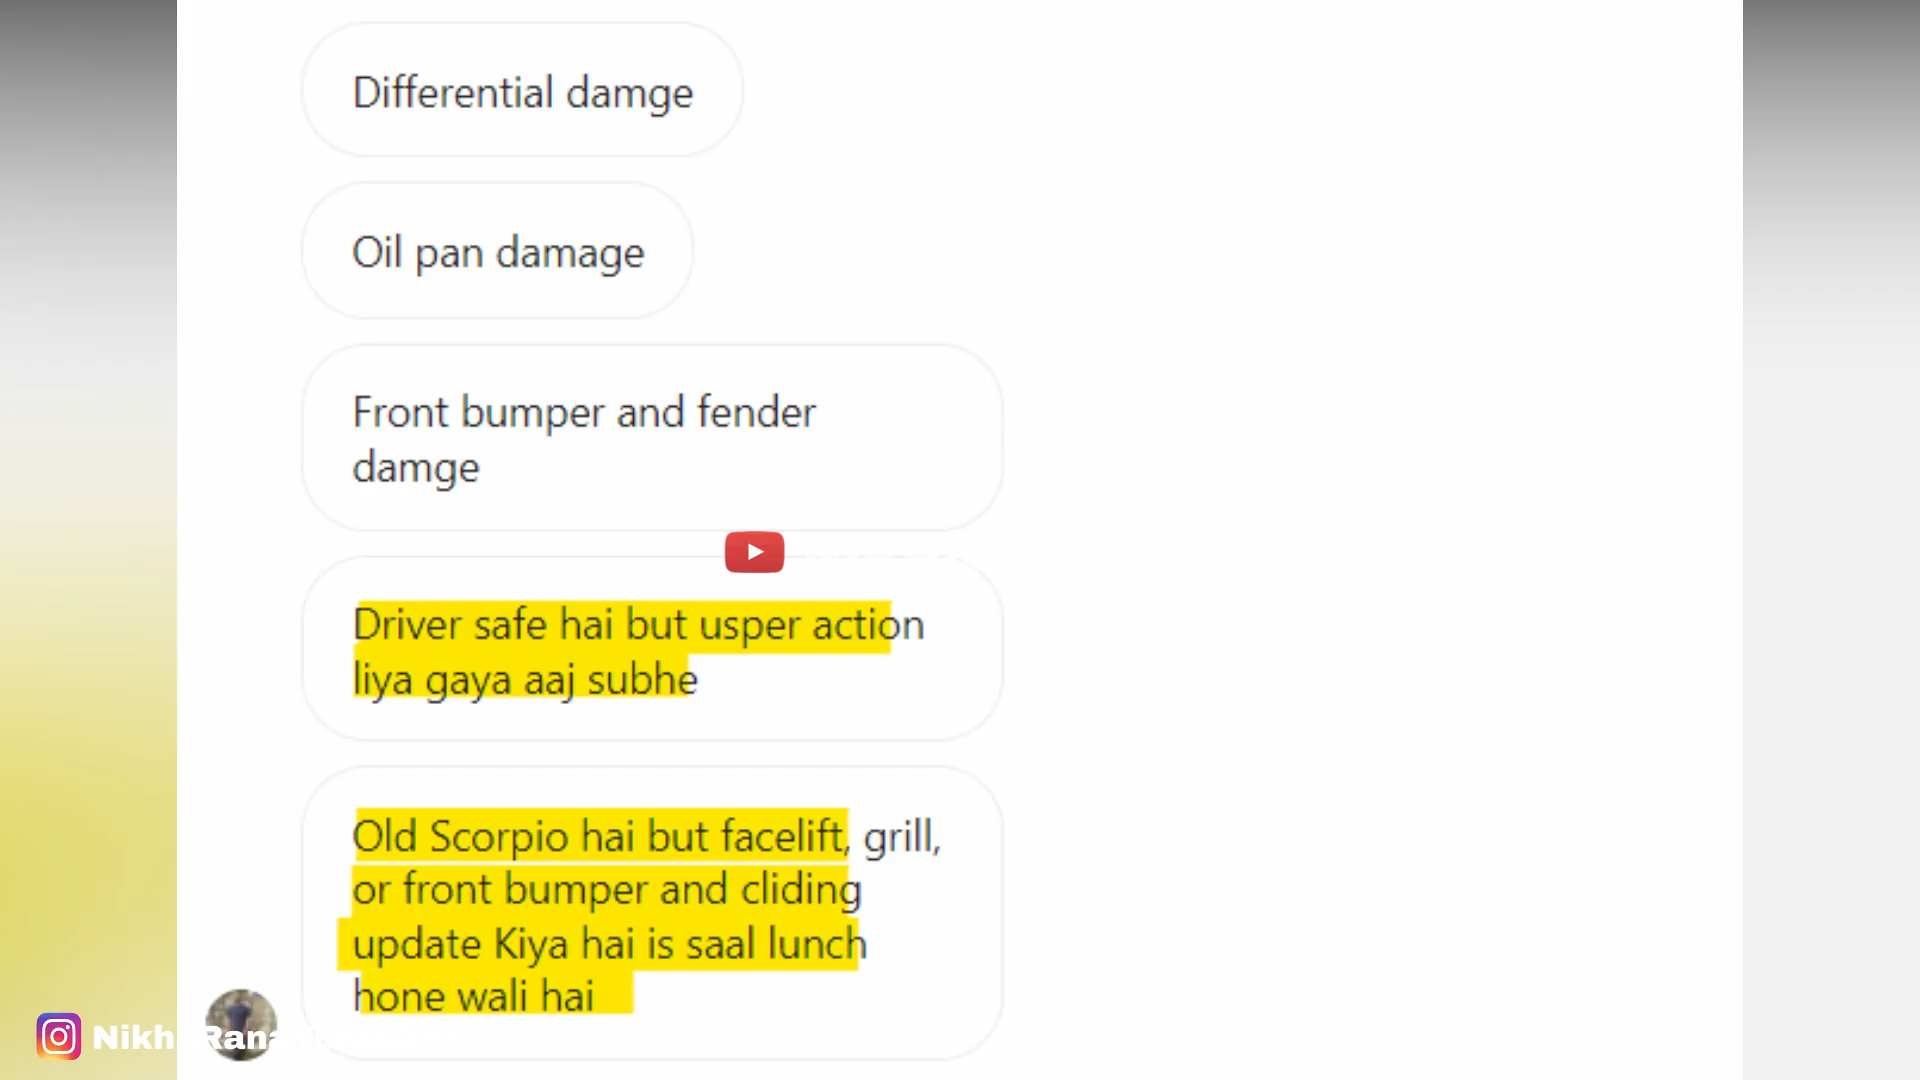 Differential damge
Oil pan damage
Front bumper and fender
damge
Driver safe hai but usper action
liya gaya aaj subhe
Old Scorpio hai but facelift, grill,
or front bumper and cliding
update Kiya hai is saal lunch
hone wali hai